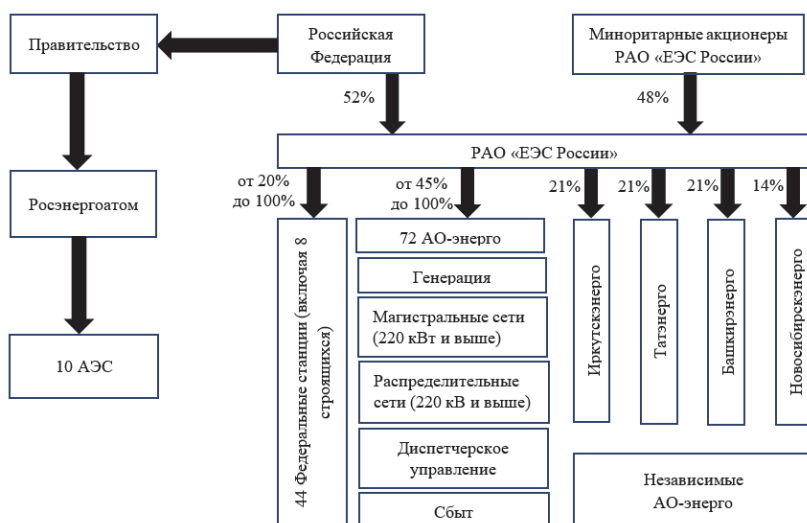 Правительство
Российская
Федерация
Миноритарные акционеры
РАО «ЕЭС России»
52%
48%
РАО «ЕЭС России»
Росэнергоатом
10 АЭС
от 20%
до 100%
от 45%
до 100%
21%
21%
21%
14%
44 Федеральные станции (включая 8
строящихся)
72 АО-энерго
Генерация
Магистральные сети
(220 кВт и выше)
Распределительные
сети (220 кВ и выше)
Диспетчерское
управление
Сбыт
Иркутскэнерго
Татэнерго
Башкирэнерго
Новосибирскэнерго
Независимые
АО-энерго